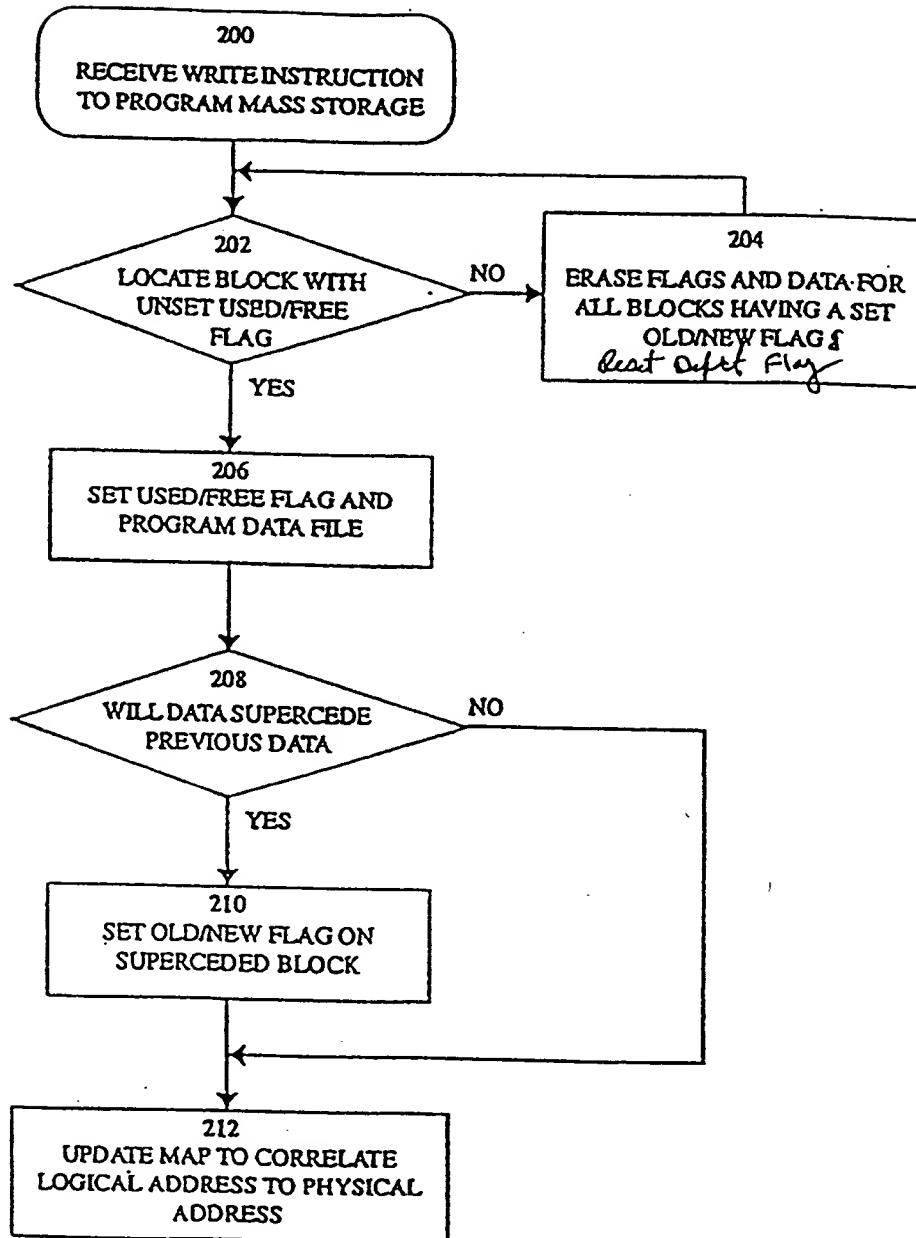 200
RECEIVE WRITE INSTRUCTION
TO PROGRAM MASS STORAGE
202
LOCATE BLOCK WITH
UNSET USED/FREE
FLAG
NO
204
ERASE FLAGS AND DATA FOR
ALL BLOCKS HAVING A SET
OLD/NEW FLAG &
Reset Flag
YES
206
SET USED/FREE FLAG AND
PROGRAM DATA FILE
208
WILL DATA SUPERCEDE
PREVIOUS DATA
NO
YES
210
SET OLD/NEW FLAG ON
SUPERCEDED BLOCK
212
UPDATE MAP TO CORRELATE
LOGICAL ADDRESS TO PHYSICAL
ADDRESS